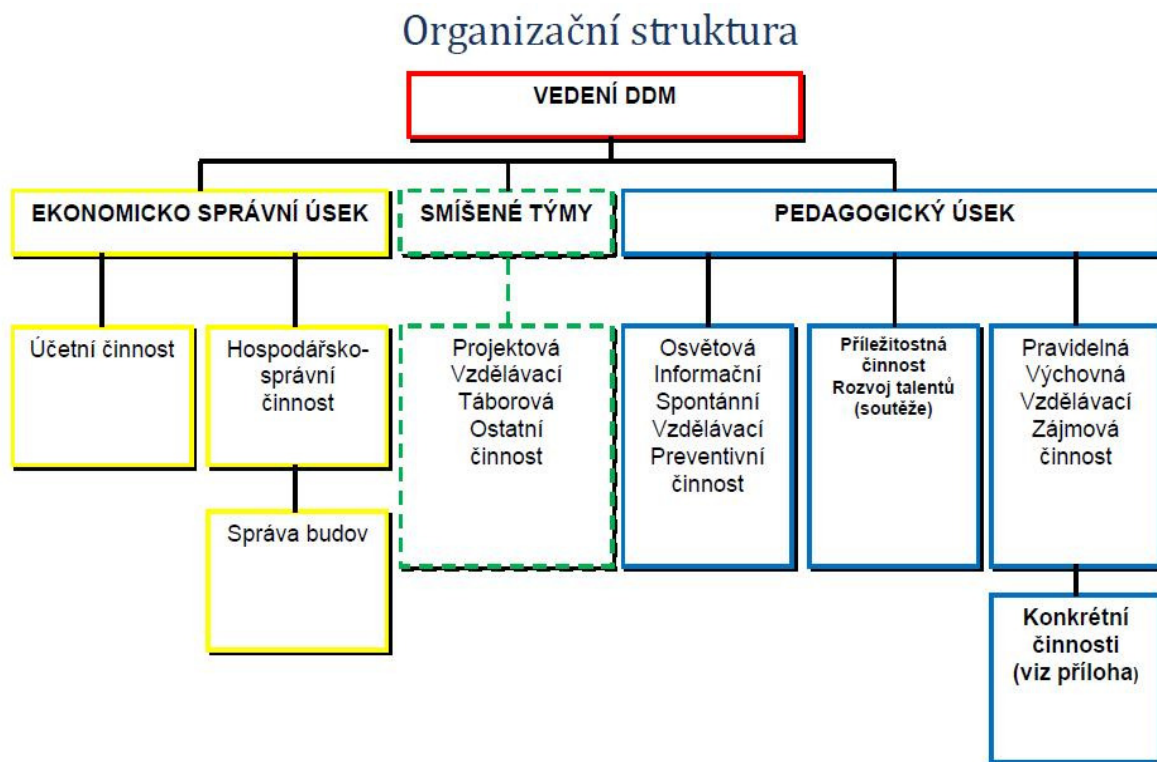 Organizační struktura
VEDENÍ DDM
EKONOMICKO SPRÁVNÍ ÚSEK
SMÍŠENÉ TÝMY
PEDAGOGICKÝ ÚSEK
Účetní činnost
Hospodářsko-
správní
činnost
Projektová
Vzdělávací
Táborová
Ostatní
činnost
Osvětová
Informační
Spontánní
Vzdělávací
Preventivní
činnost
Příležitostná
činnost
Rozvoj talentů
(soutěže)
Pravidelná
Výchovná
Vzdělávací
Zájmová
činnost
Správa budov
Konkrétní
činnosti
(viz příloha)